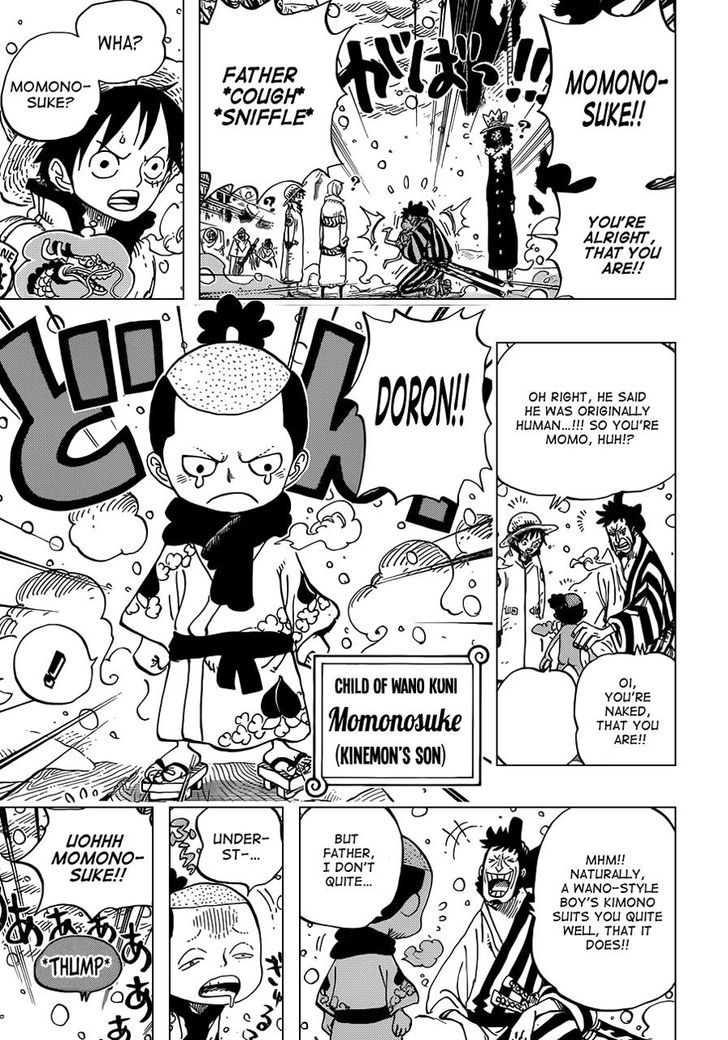 MOMONO-
SUKE!!
YOU'RE
ALRIGHT,
THAT YOU
ARE!!
がばっ!!
?
?
?
FATHER
*COUGH*
*SNIFFLE*
WHA?
MOMONO-
SUKE?
OH RIGHT, HE SAID
HE WAS ORIGINALLY
HUMAN...!!! SO YOU'RE
MOMO, HUH!?
OI,
YOU'RE
NAKED,
THAT YOU
ARE!!
DORON!!
どん
!
CHILD OF WANO KUNI
Momonosuke
(KINEMON'S SON)
MHM!!
NATURALLY,
A WANO-STYLE
BOY'S KIMONO
SUITS YOU QUITE
WELL, THAT IT
DOES!!
BUT
FATHER,
I DON'T
QUITE...
UNDER-
ST-...
UOHHH
MOMONO-
SUKE!!
*THUMP*